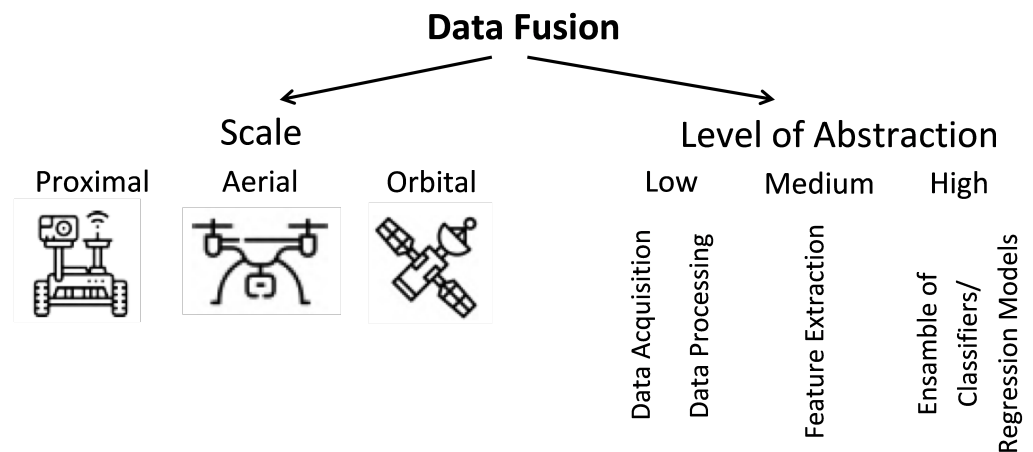 Data Fusion
Scale
Proximal
Aerial
Orbital
Level of Abstraction
Low
Medium
High
Data Acquisition
Data Processing
Feature Extraction
Ensamble of
Classifiers/
Regression Models